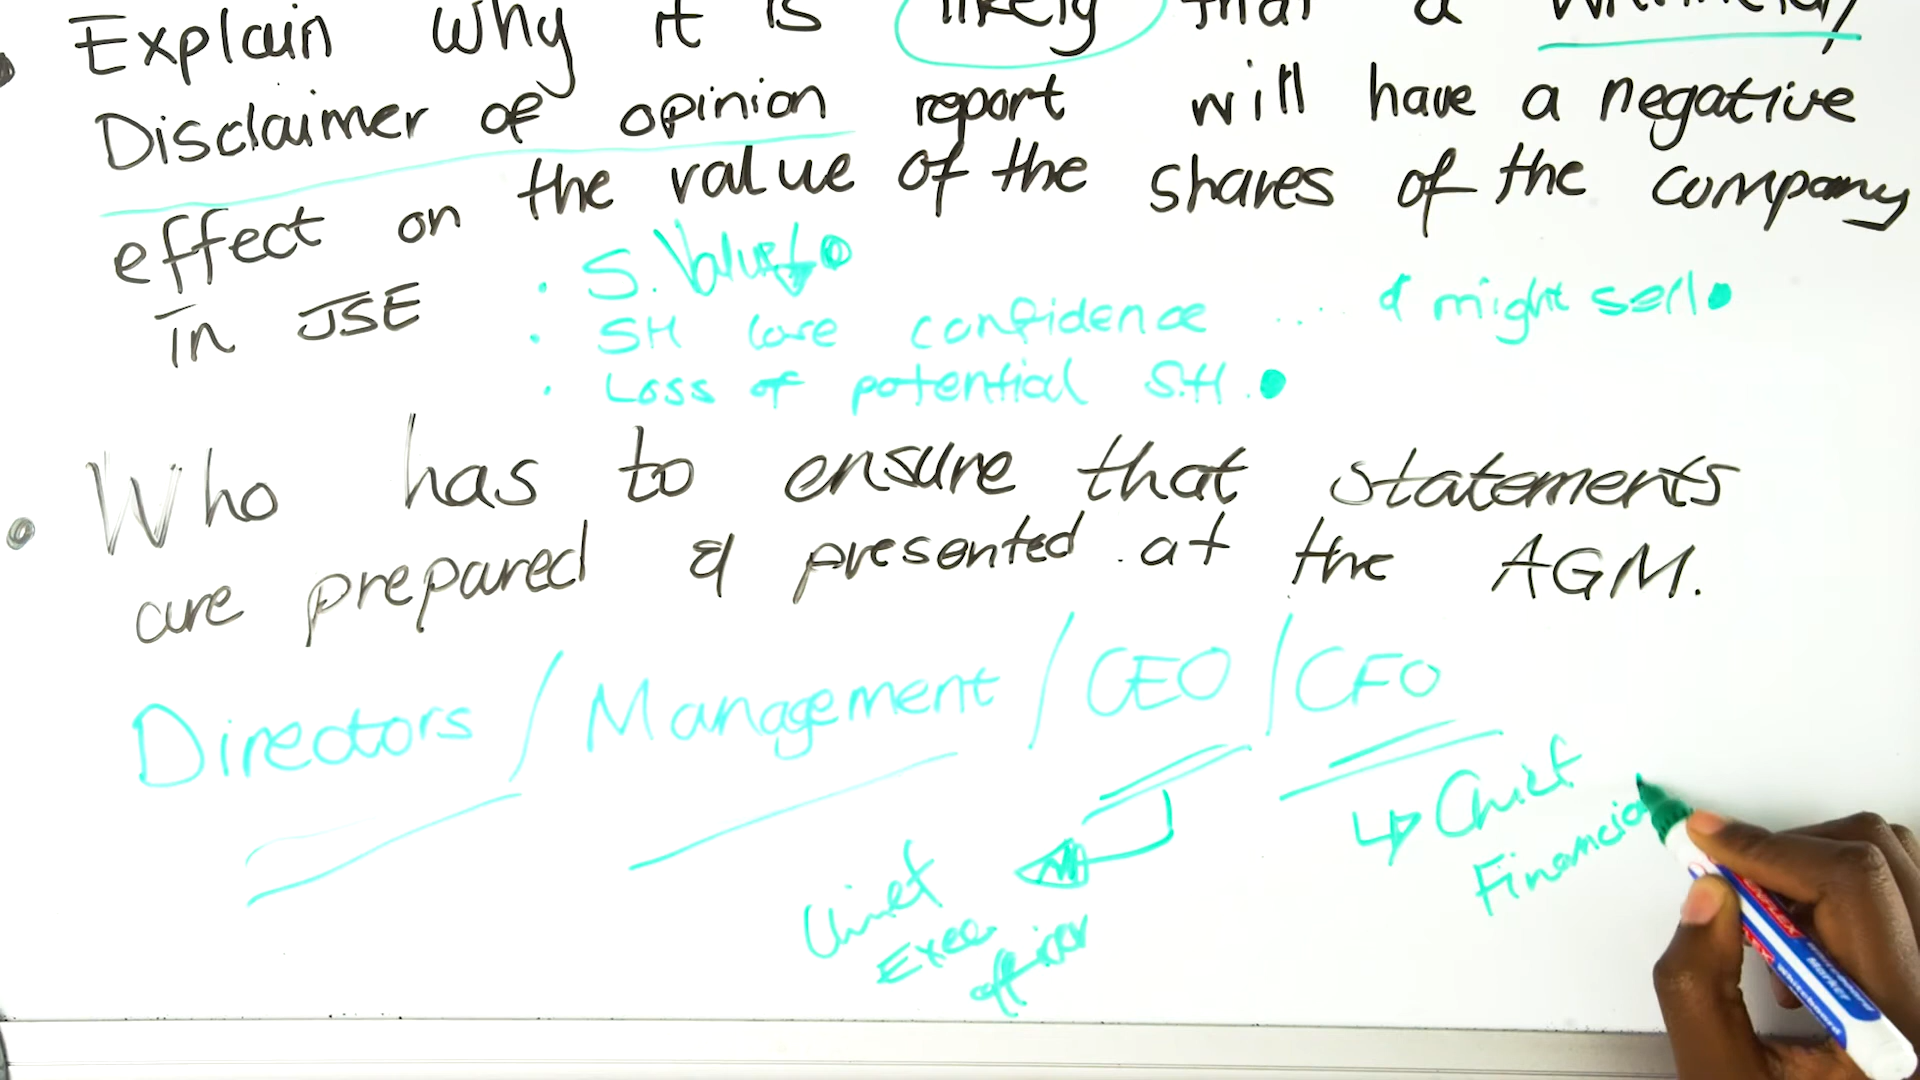 Explain why it is likely that a
Disclaimer of opinion report will have a negative
effect on the value of the shares of the company
in JSE
• S. Value
• SH lose confidence .... & might sell
• Loss of potential S.H.
• Who has to ensure that statements
are prepared & presented at the AGM.
Directors / Management / CEO / CFO
Chief
Exec
officer
Chief
Financia